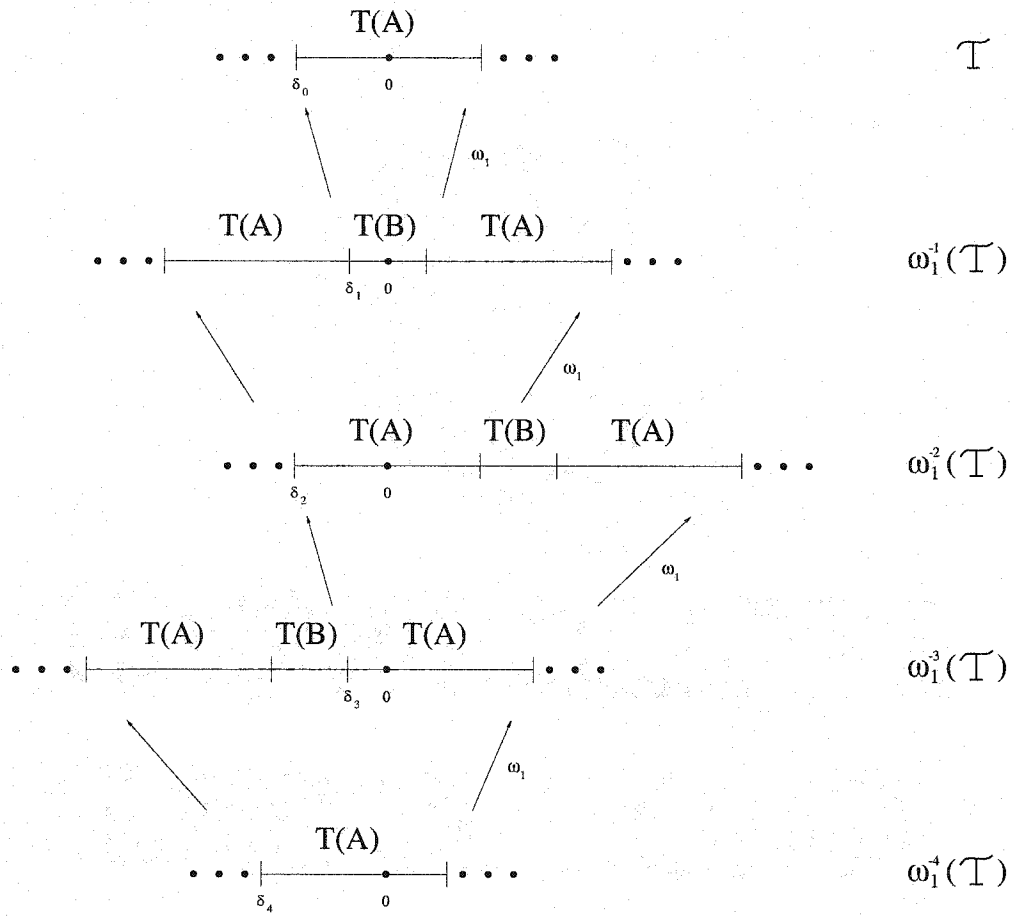 T(A)
• • • • • • • 𝒯
δ₀ 0
ω₁
T(A) T(B) T(A)
• • • • • • • ω₁⁻¹(𝒯)
δ₁ 0
ω₁
T(A) T(B) T(A)
• • • • • • • ω₁⁻²(𝒯)
δ₂ 0
ω₁
T(A) T(B) T(A)
• • • • • • • ω₁⁻³(𝒯)
δ₃ 0
ω₁
T(A)
• • • • • • • ω₁⁻⁴(𝒯)
δ₄ 0